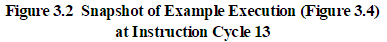 Figure 3.2  Snapshot of Example Execution (Figure 3.4)
at Instruction Cycle 13